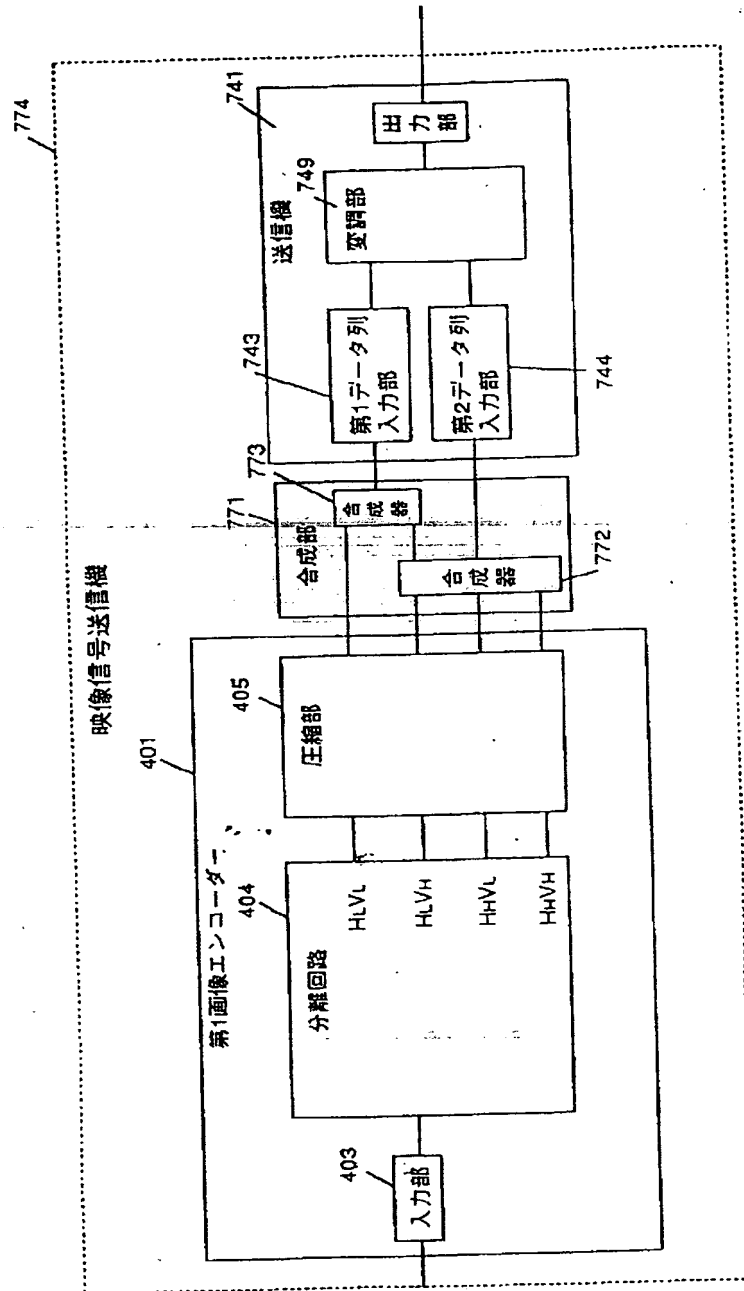 映像信号送信機
774
401
第1画像エンコーダー
403
入力部
404
分離回路
HLVL
HLVH
HHVL
HHVH
405
圧縮部
771
合成部
773
合成器
合成器
772
741
送信機
743
第1データ列
入力部
第2データ列
入力部
744
749
変調部
出力部